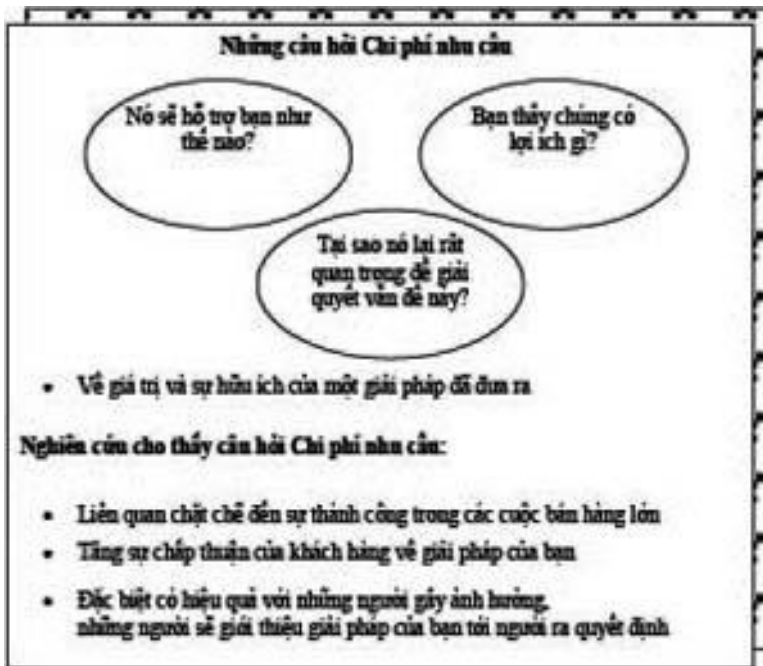 Những câu hỏi Chi phí nhu cầu
Nó sẽ hỗ trợ bạn như
thế nào?
Bạn thấy chúng có
lợi ích gì?
Tại sao nó lại rất
quan trọng để giải
quyết vấn đề này?
• Về giá trị và sự hữu ích của một giải pháp đã đưa ra
Nghiên cứu cho thấy câu hỏi Chi phí nhu cầu:
• Liên quan chặt chẽ đến sự thành công trong các cuộc bán hàng lớn
• Tăng sự chấp thuận của khách hàng về giải pháp của bạn
• Đặc biệt có hiệu quả với những người gây ảnh hưởng,
những người sẽ giới thiệu giải pháp của bạn tới người ra quyết định